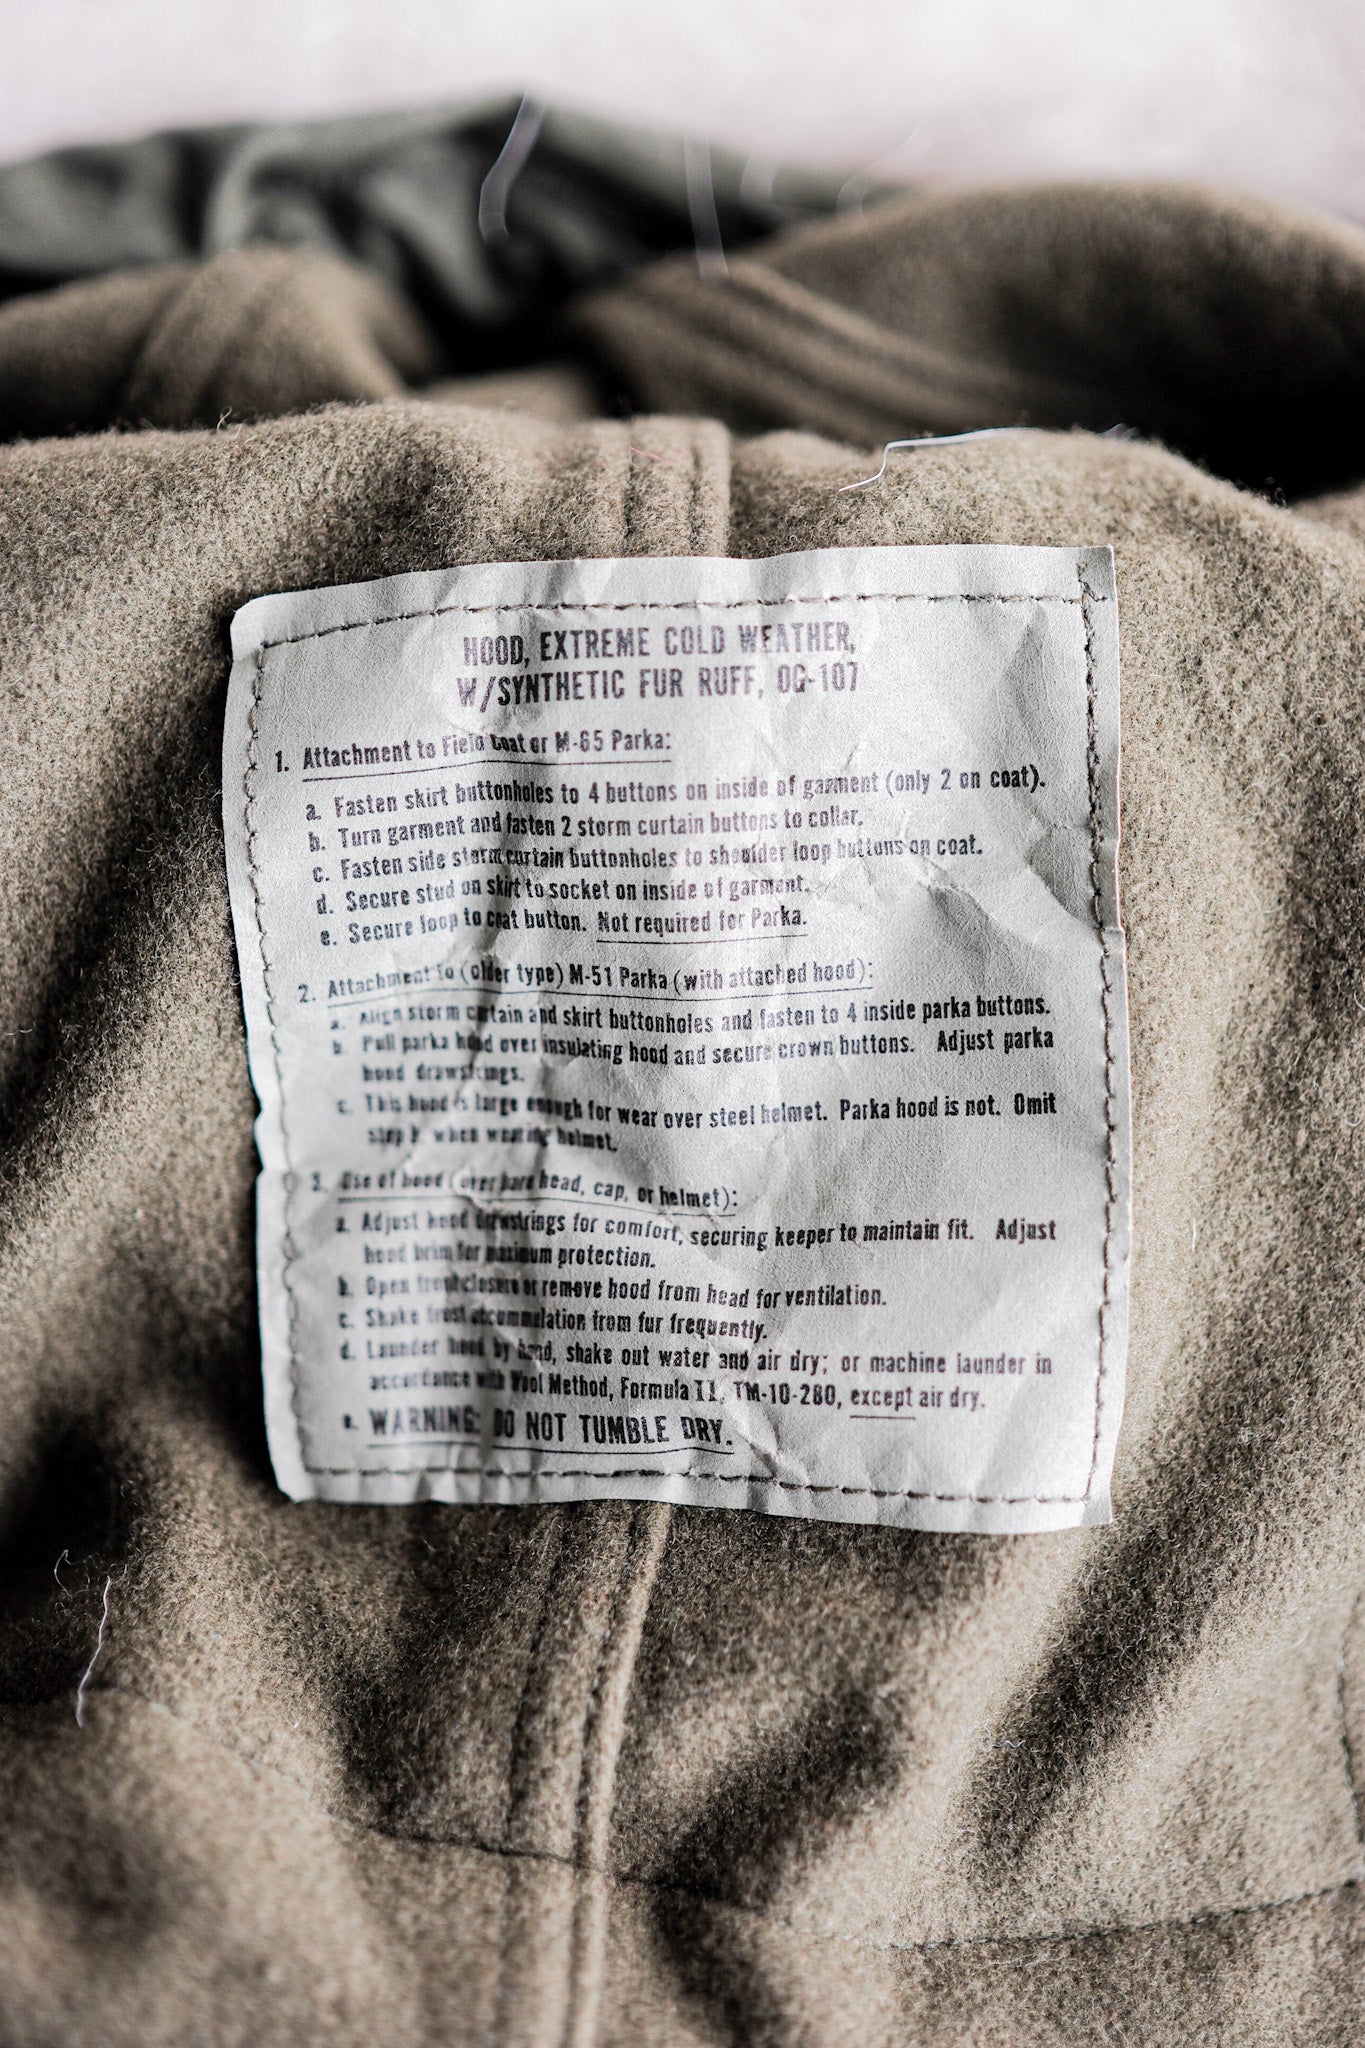 HOOD, EXTREME COLD WEATHER,
W/SYNTHETIC FUR RUFF, OG-107
1. Attachment to Field Coat or M-65 Parka:
a. Fasten skirt buttonholes to 4 buttons on inside of garment (only 2 on coat).
b. Turn garment and fasten 2 storm curtain buttons to collar.
c. Fasten side storm curtain buttonholes to shoulder loop buttons on coat.
d. Secure stud on skirt to socket on inside of garment.
e. Secure loop to coat button. Not required for Parka.
2. Attachment to (older type) M-51 Parka (with attached hood):
a. Align storm curtain and skirt buttonholes and fasten to 4 inside parka buttons.
b. Pull parka hood over insulating hood and secure crown buttons. Adjust parka
hood drawstrings.
c. This hood is large enough for wear over steel helmet. Parka hood is not. Omit
step b. when wearing helmet.
3. Use of hood (over bare head, cap, or helmet):
a. Adjust hood drawstrings for comfort, securing keeper to maintain fit. Adjust
hood brim for maximum protection.
b. Open front closure or remove hood from head for ventilation.
c. Shake frost accummulation from fur frequently.
d. Launder hood by hand, shake out water and air dry; or machine launder in
accordance with Wool Method, Formula II, TM-10-280, except air dry.
e. WARNING: DO NOT TUMBLE DRY.